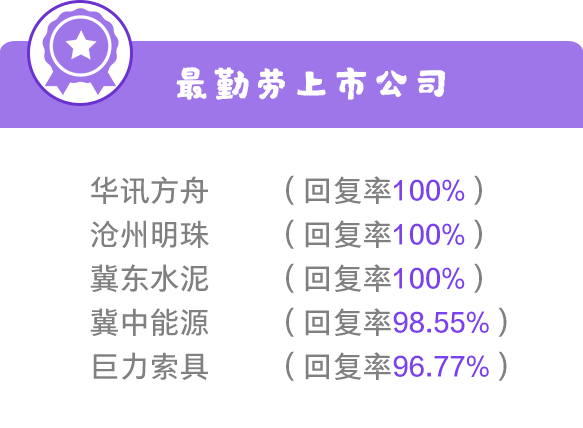 最勤劳上市公司
华讯方舟 （回复率100%）
沧州明珠 （回复率100%）
冀东水泥 （回复率100%）
冀中能源 （回复率98.55%）
巨力索具 （回复率96.77%）